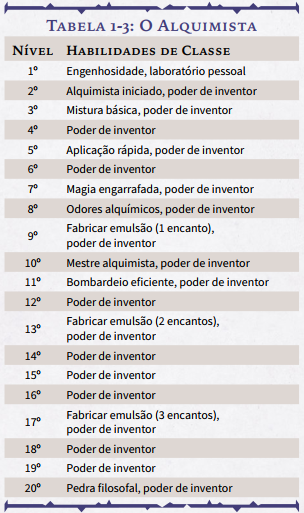 Tabela 1-3: O Alquimista
Nível Habilidades de Classe
1º Engenhosidade, laboratório pessoal
2º Alquimista iniciado, poder de inventor
3º Mistura básica, poder de inventor
4º Poder de inventor
5º Aplicação rápida, poder de inventor
6º Poder de inventor
7º Magia engarrafada, poder de inventor
8º Odores alquímicos, poder de inventor
9º Fabricar emulsão (1 encanto),
poder de inventor
10º Mestre alquimista, poder de inventor
11º Bombardeio eficiente, poder de inventor
12º Poder de inventor
13º Fabricar emulsão (2 encantos),
poder de inventor
14º Poder de inventor
15º Poder de inventor
16º Poder de inventor
17º Fabricar emulsão (3 encantos),
poder de inventor
18º Poder de inventor
19º Poder de inventor
20º Pedra filosofal, poder de inventor